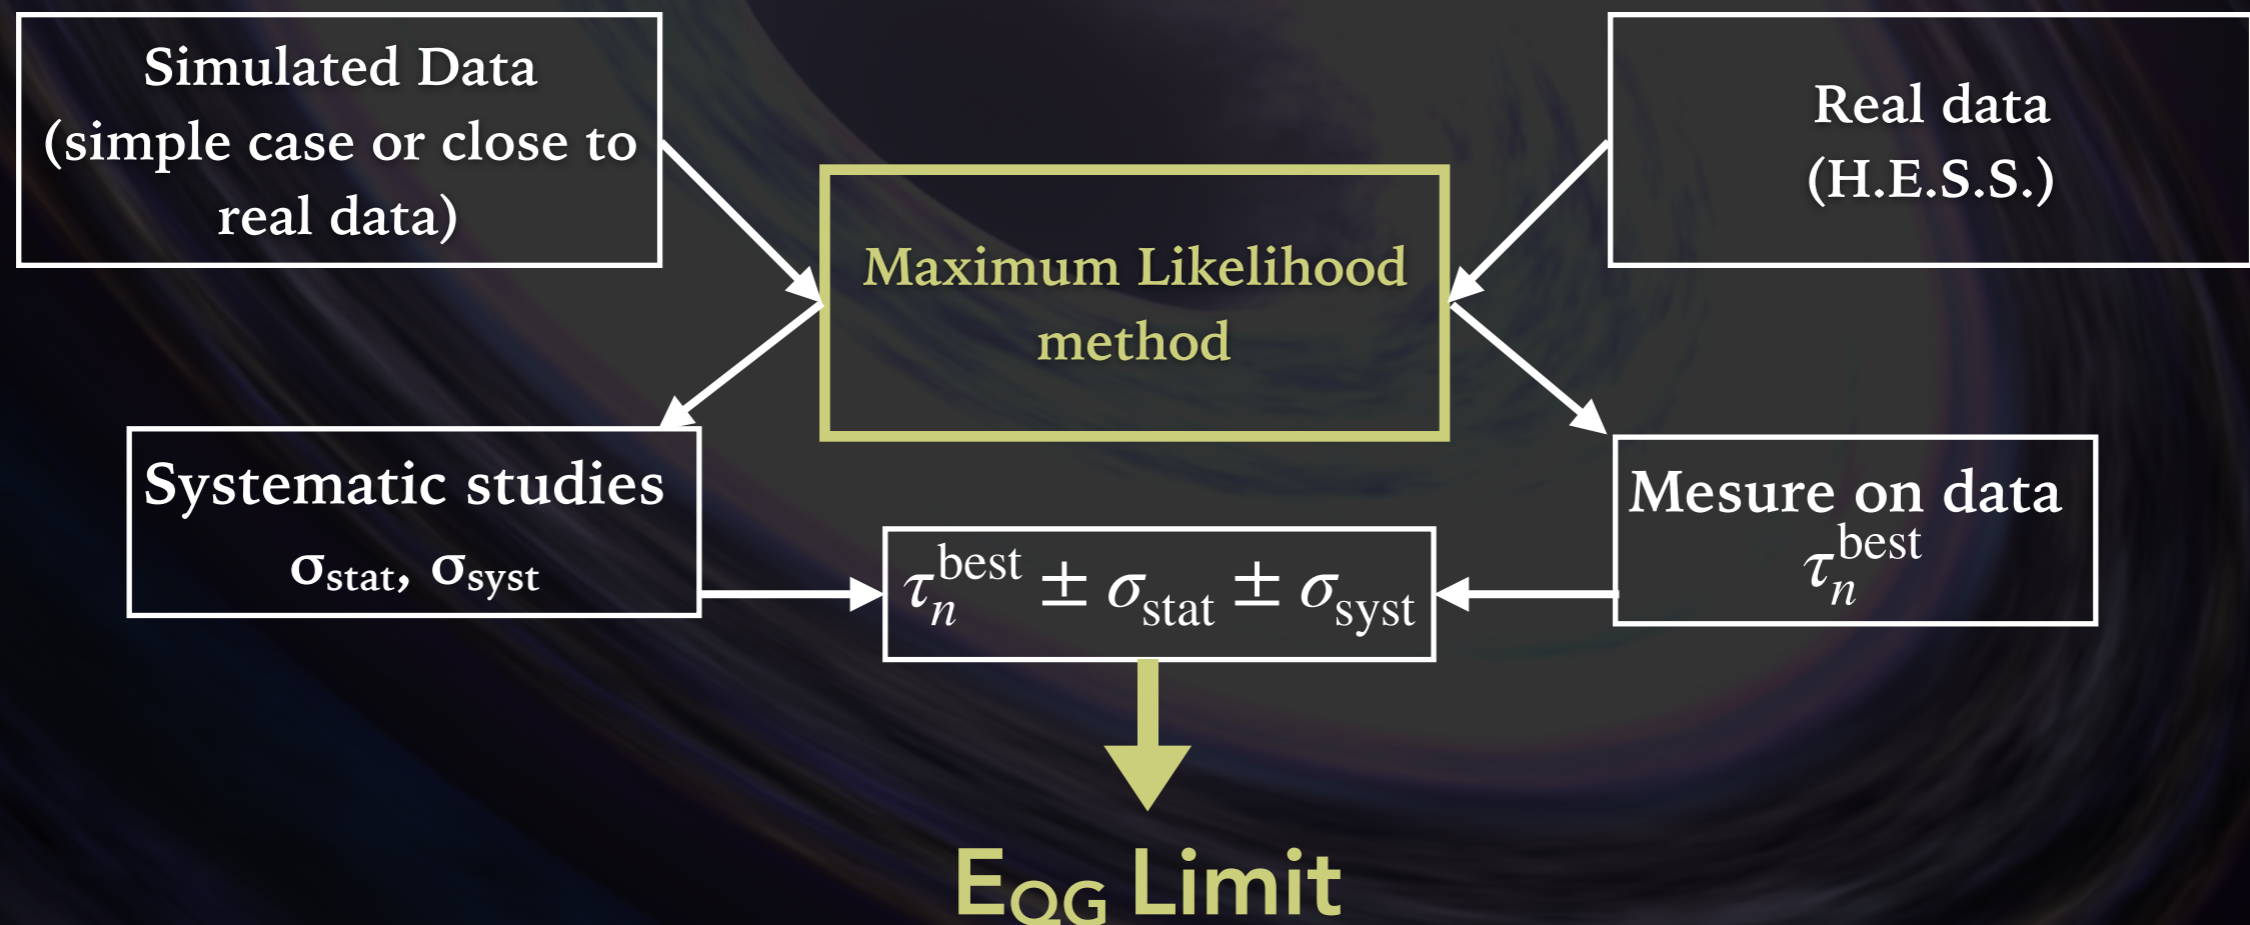 Simulated Data
(simple case or close to
real data)
Real data
(H.E.S.S.)
Maximum Likelihood
method
Systematic studies
σstat, σsyst
Mesure on data
τₙᵇᵉˢᵗ
τₙᵇᵉˢᵗ ± σstat ± σsyst
EQG Limit